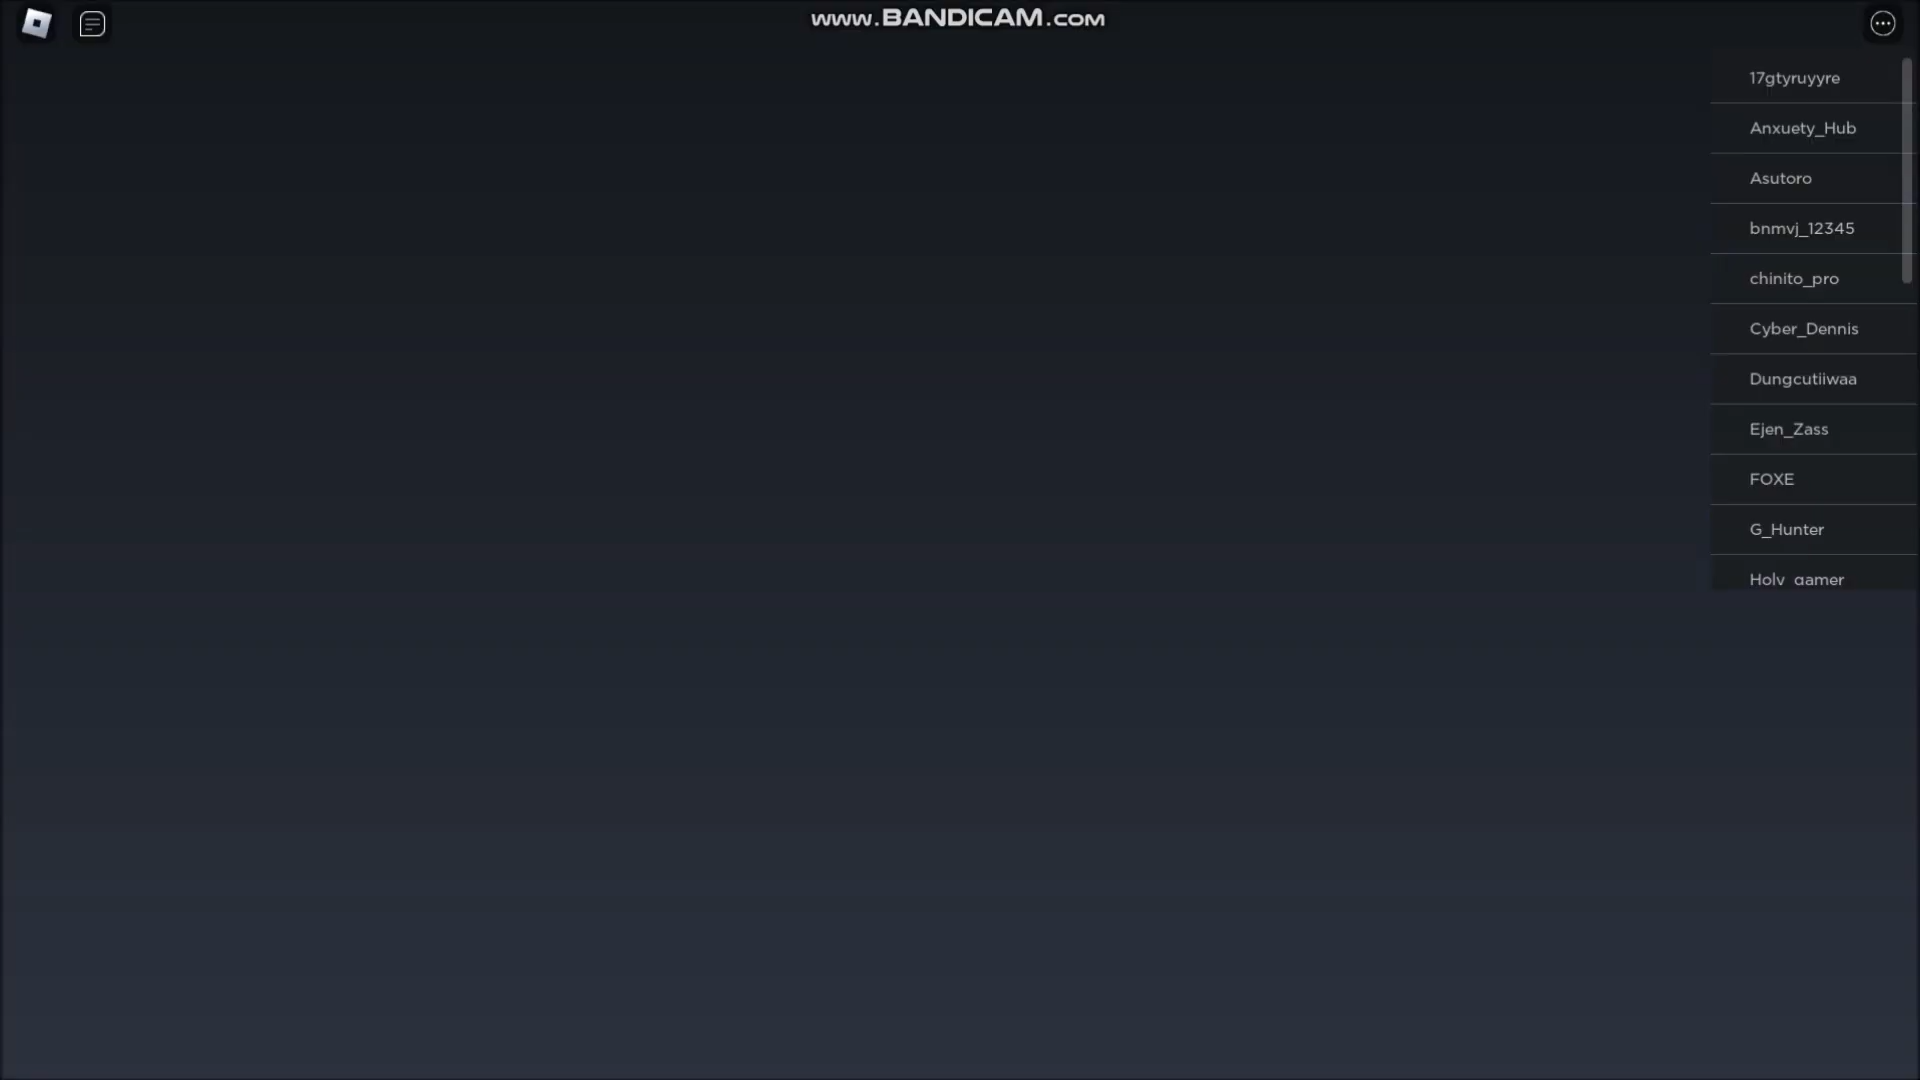 www.BANDICAM.com
17gtyruyyre
Anxuety_Hub
Asutoro
bnmvj_12345
chinito_pro
Cyber_Dennis
Dungcutiiwaa
Ejen_Zass
FOXE
G_Hunter
Holy_gamer